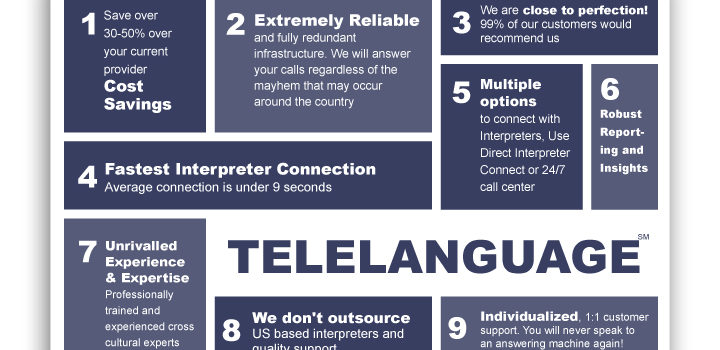 1
Save over
30-50% over
your current
provider
Cost
Savings
2
Extremely Reliable
and fully redundant
infrastructure. We will answer
your calls regardless of the
mayhem that may occur
around the country
3
We are close to perfection!
99% of our customers would
recommend us
4
Fastest Interpreter Connection
Average connection is under 9 seconds
5
Multiple
options
to connect with
Interpreters, Use
Direct Interpreter
Connect or 24/7
call center
6
Robust
Report-
ing and
Insights
7
Unrivalled
Experience
& Expertise
Professionally
trained and
experienced cross
cultural experts
TELELANGUAGE SM
8
We don't outsource
US based interpreters and
quality support
9
Individualized, 1:1 customer
support. You will never speak to
an answering machine again!